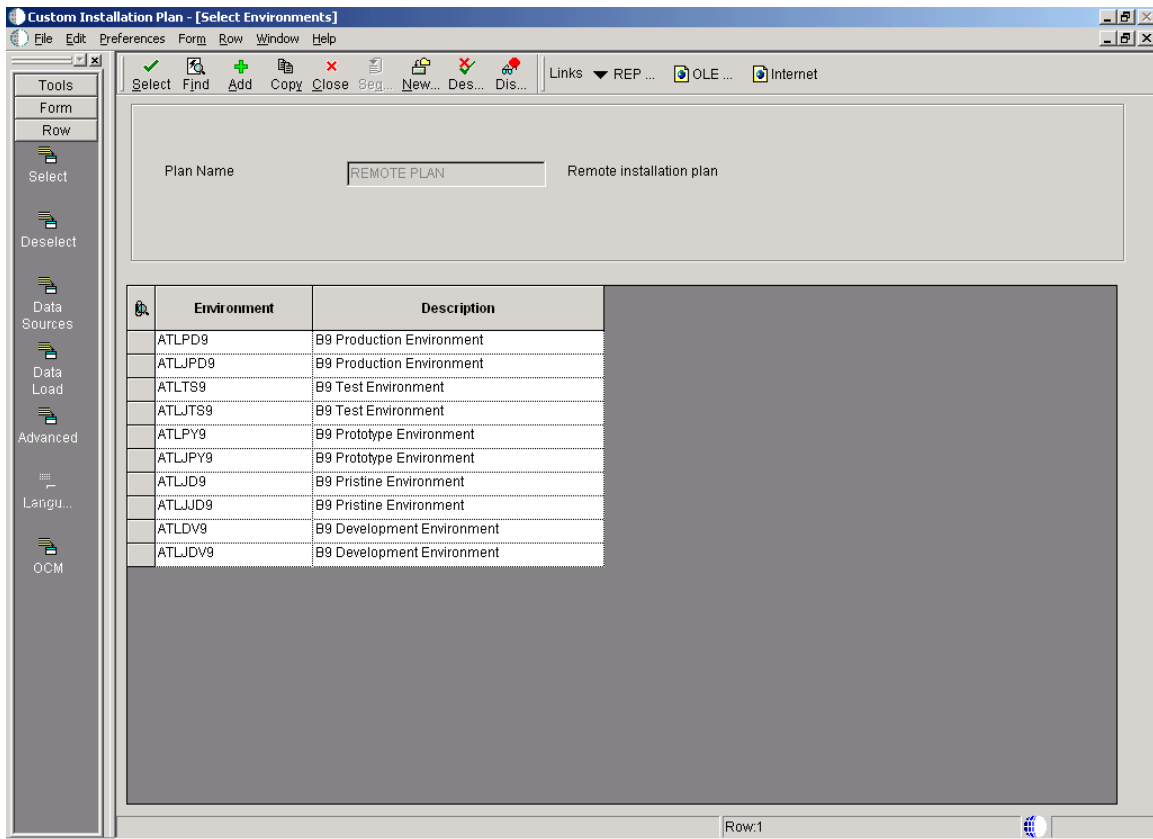 Custom Installation Plan - [Select Environments]
File Edit Preferences Form Row Window Help
Select Find Add Copy Close Seq... New... Des... Dis... Links REP ... OLE ... Internet
Tools
Form
Row
Select
Deselect
Data
Sources
Data
Load
Advanced
Langu...
OCM
Plan Name REMOTE PLAN Remote installation plan
Environment Description
ATLPD9 B9 Production Environment
ATLJPD9 B9 Production Environment
ATLTS9 B9 Test Environment
ATLJTS9 B9 Test Environment
ATLPY9 B9 Prototype Environment
ATLJPY9 B9 Prototype Environment
ATLJD9 B9 Pristine Environment
ATLJJD9 B9 Pristine Environment
ATLDV9 B9 Development Environment
ATLJDV9 B9 Development Environment
Row:1